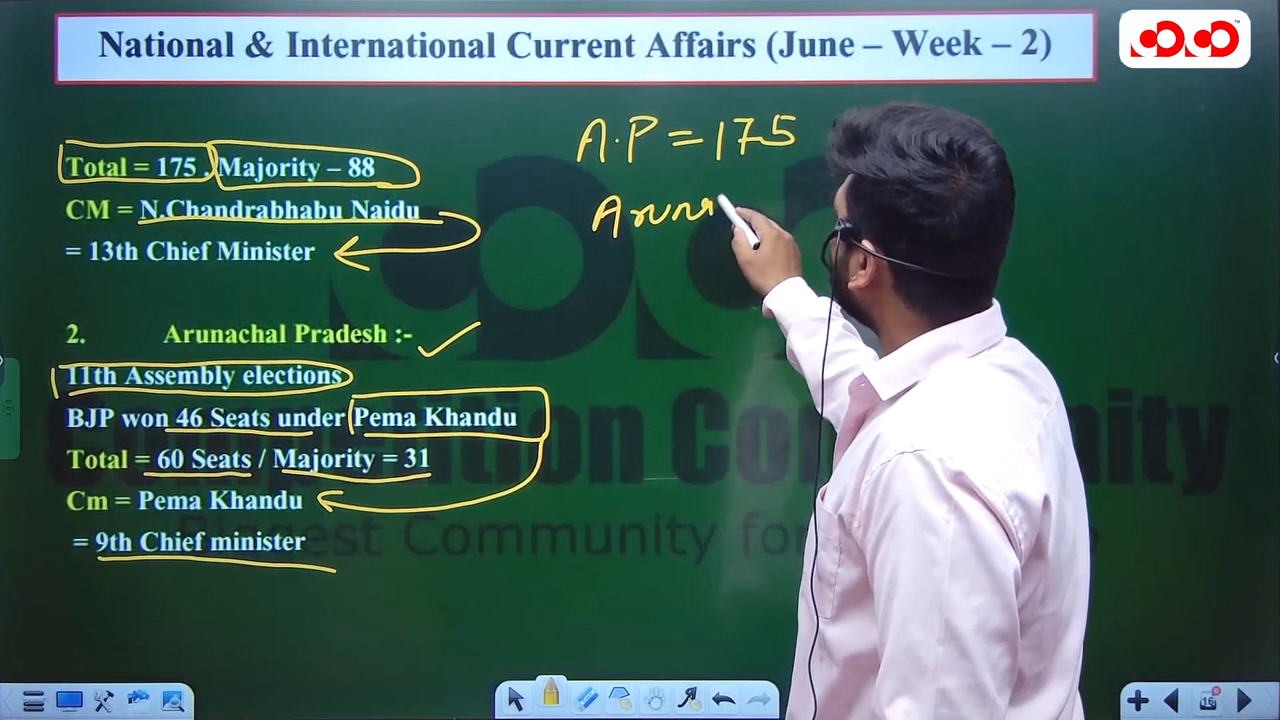 National & International Current Affairs (June – Week – 2)
Total = 175 , Majority – 88
CM = N.Chandrabhabu Naidu
= 13th Chief Minister
2. Arunachal Pradesh :-
11th Assembly elections
BJP won 46 Seats under Pema Khandu
Total = 60 Seats / Majority = 31
Cm = Pema Khandu
= 9th Chief minister
A.P = 175
Aruna
Community
Biggest Community for
16